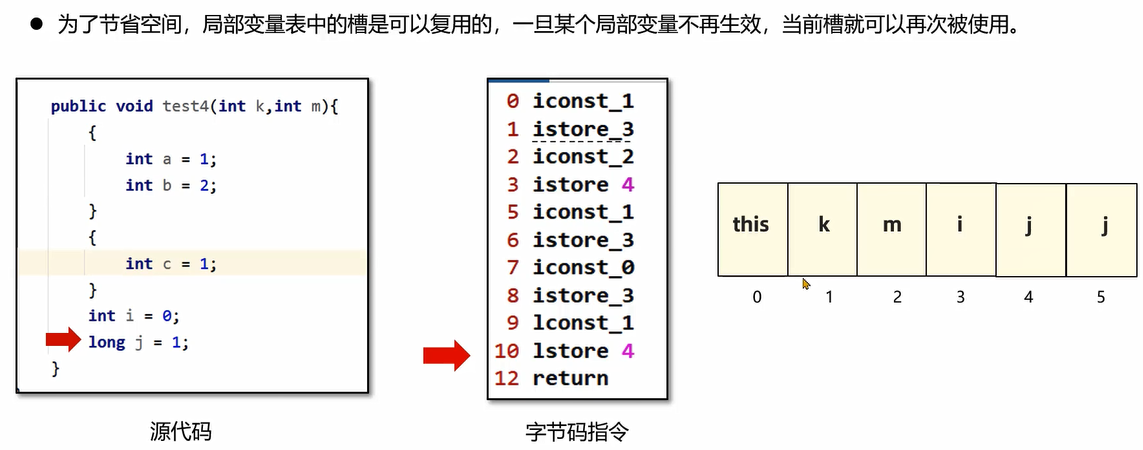 ● 为了节省空间，局部变量表中的槽是可以复用的，一旦某个局部变量不再生效，当前槽就可以再次被使用。
public void test4(int k,int m){
{
int a = 1;
int b = 2;
}
{
int c = 1;
}
int i = 0;
long j = 1;
}
源代码
0 iconst_1
1 istore_3
2 iconst_2
3 istore 4
5 iconst_1
6 istore_3
7 iconst_0
8 istore_3
9 lconst_1
10 lstore 4
12 return
字节码指令
this k m i j j
0 1 2 3 4 5